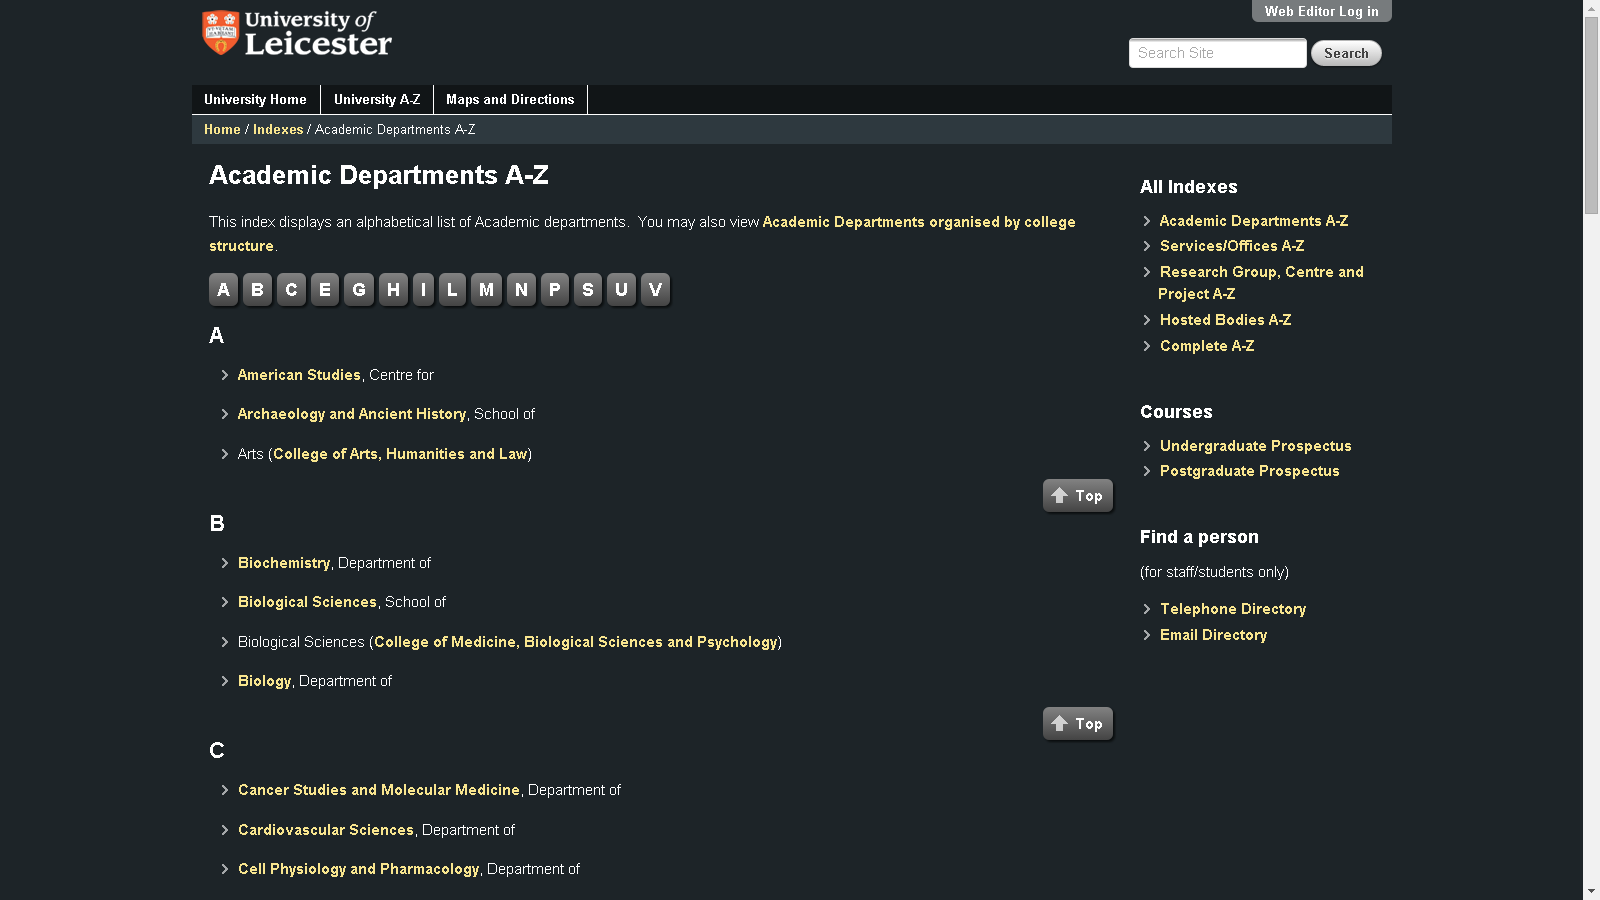 University of
Leicester
Web Editor Log in
Search Site
Search
University Home
University A-Z
Maps and Directions
Home / Indexes / Academic Departments A-Z
Academic Departments A-Z
This index displays an alphabetical list of Academic departments. You may also view Academic Departments organised by college
structure.
A B C E G H I L M N P S U V
A
American Studies, Centre for
Archaeology and Ancient History, School of
Arts (College of Arts, Humanities and Law)
Top
B
Biochemistry, Department of
Biological Sciences, School of
Biological Sciences (College of Medicine, Biological Sciences and Psychology)
Biology, Department of
Top
C
Cancer Studies and Molecular Medicine, Department of
Cardiovascular Sciences, Department of
Cell Physiology and Pharmacology, Department of
All Indexes
Academic Departments A-Z
Services/Offices A-Z
Research Group, Centre and
Project A-Z
Hosted Bodies A-Z
Complete A-Z
Courses
Undergraduate Prospectus
Postgraduate Prospectus
Find a person
(for staff/students only)
Telephone Directory
Email Directory